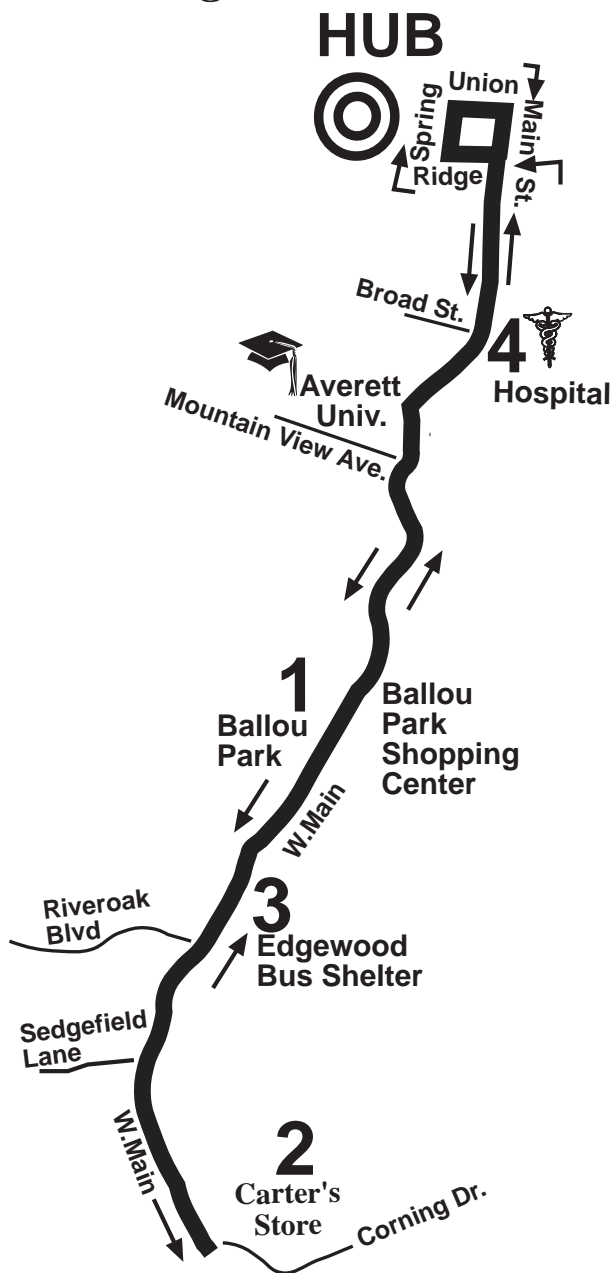 HUB
Union
Spring
Main St.
Ridge
Broad St.
4
Hospital
Averett
Univ.
Mountain View Ave.
1
Ballou
Park
Ballou
Park
Shopping
Center
W.Main
3
Riveroak
Blvd
Edgewood
Bus Shelter
Sedgefield
Lane
W.Main
2
Carter's
Store
Corning Dr.